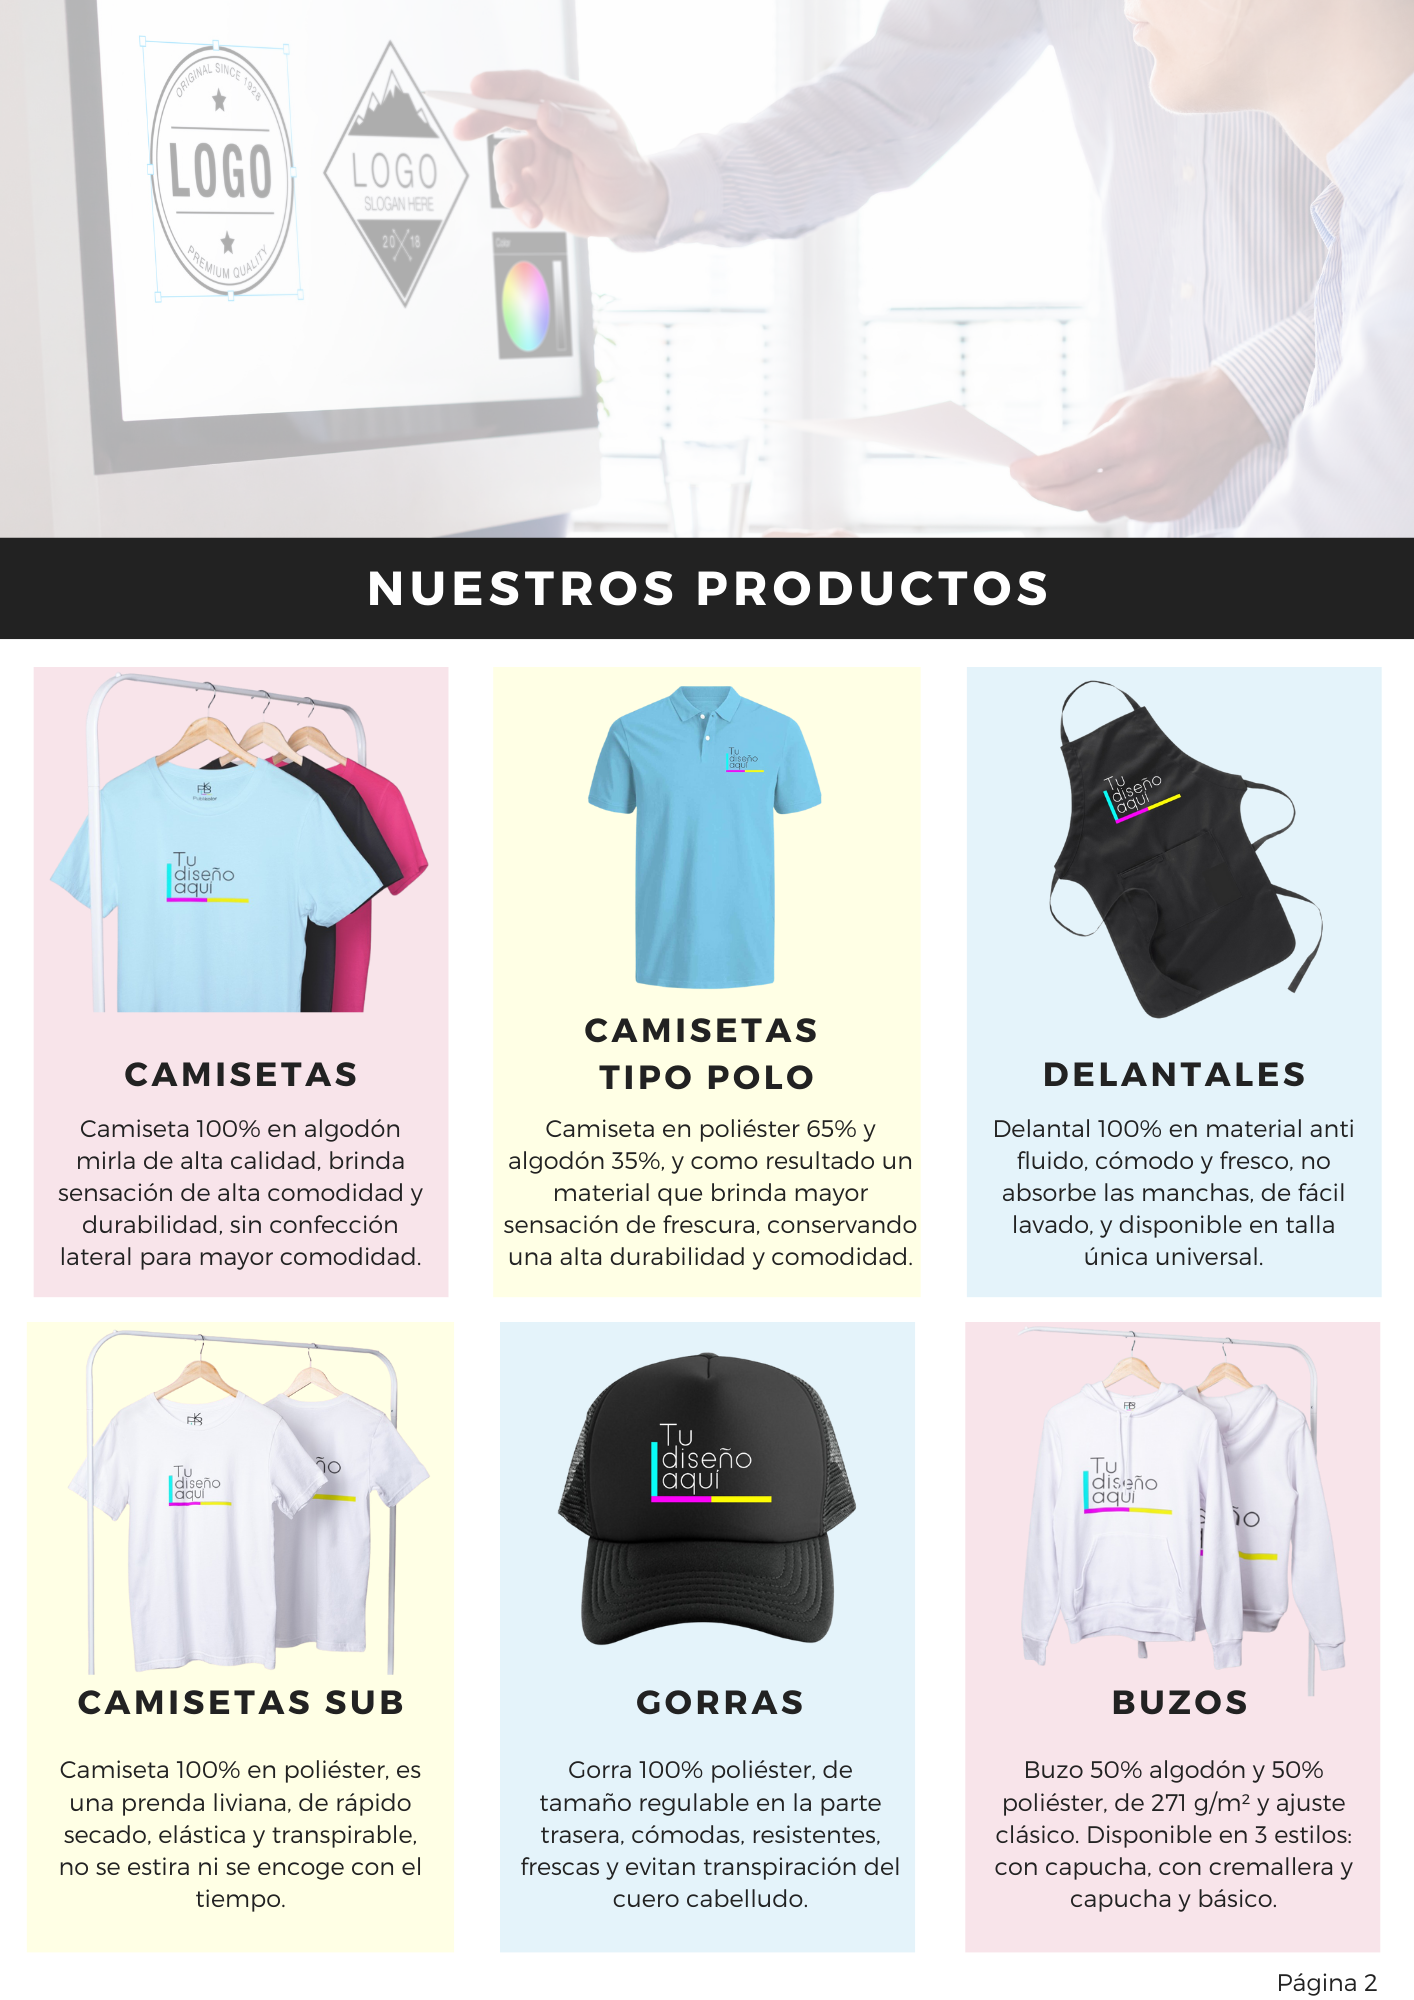 ORIGINAL SINCE 1928
LOGO
PREMIUM QUALITY
LOGO
SLOGAN HERE
20 18
Color
NUESTROS PRODUCTOS
Tu
diseño
aquí
CAMISETAS
Camiseta 100% en algodón
mirla de alta calidad, brinda
sensación de alta comodidad y
durabilidad, sin confección
lateral para mayor comodidad.
Tu
diseño
aquí
CAMISETAS
TIPO POLO
Camiseta en poliéster 65% y
algodón 35%, y como resultado un
material que brinda mayor
sensación de frescura, conservando
una alta durabilidad y comodidad.
Tu
diseño
aquí
DELANTALES
Delantal 100% en material anti
fluido, cómodo y fresco, no
absorbe las manchas, de fácil
lavado, y disponible en talla
única universal.
Tu
diseño
aquí
ño
CAMISETAS SUB
Camiseta 100% en poliéster, es
una prenda liviana, de rápido
secado, elástica y transpirable,
no se estira ni se encoge con el
tiempo.
Tu
diseño
aquí
GORRAS
Gorra 100% poliéster, de
tamaño regulable en la parte
trasera, cómodas, resistentes,
frescas y evitan transpiración del
cuero cabelludo.
Tu
diseño
aquí
ño
BUZOS
Buzo 50% algodón y 50%
poliéster, de 271 g/m² y ajuste
clásico. Disponible en 3 estilos:
con capucha, con cremallera y
capucha y básico.
Página 2